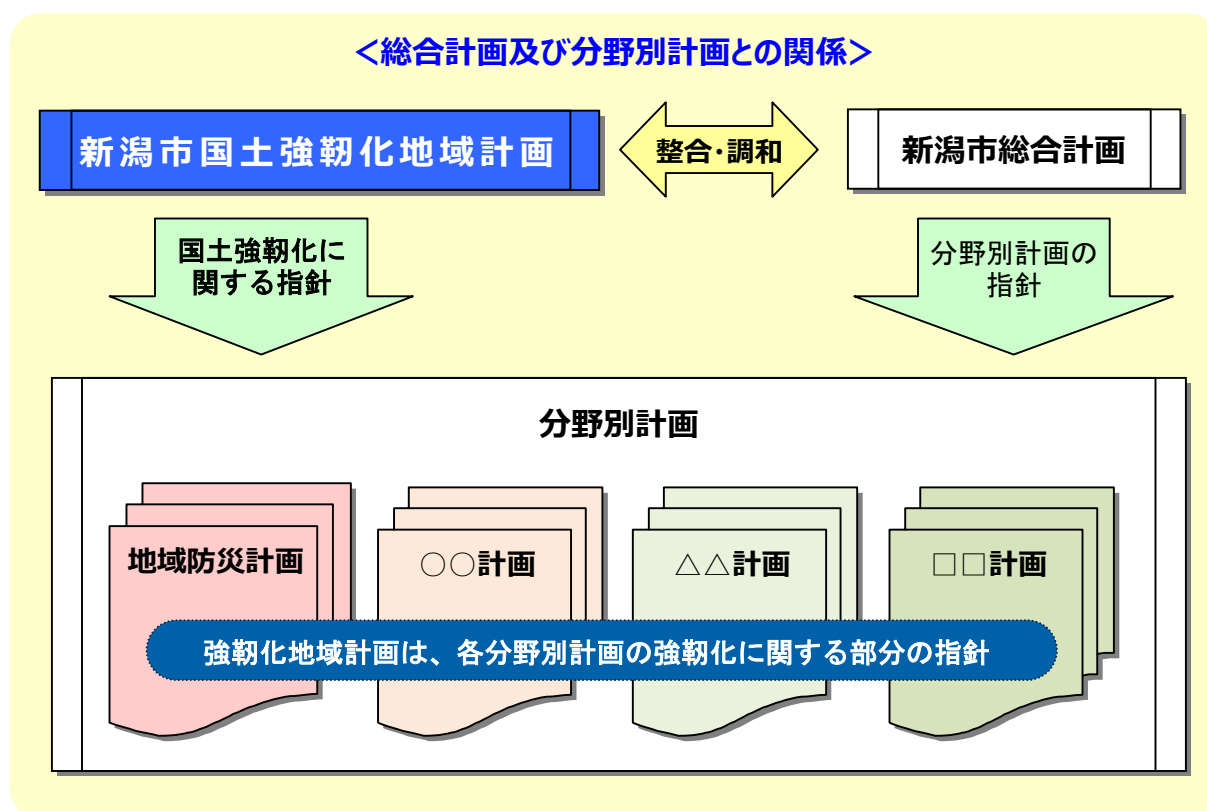 ＜総合計画及び分野別計画との関係＞
新潟市国土強靭化地域計画
整合･調和
新潟市総合計画
国土強靭化に
関する指針
分野別計画の
指針
分野別計画
地域防災計画
○○計画
△△計画
□□計画
強靭化地域計画は、各分野別計画の強靭化に関する部分の指針